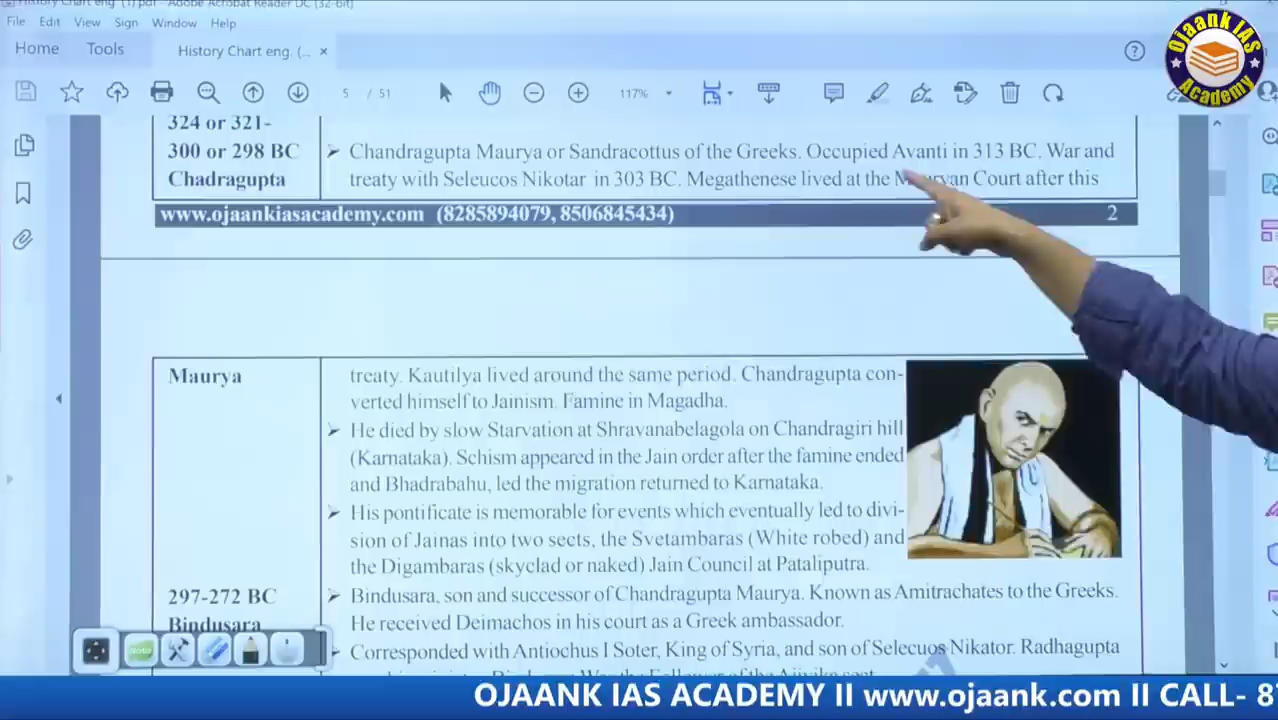 History Chart eng. (1).pdf - Adobe Acrobat Reader DC (32-bit)
File Edit View Sign Window Help
Home Tools History Chart eng. (... ×
5 / 51 117%
Ojaank IAS Academy
324 or 321-
300 or 298 BC
Chadragupta
➢ Chandragupta Maurya or Sandracottus of the Greeks. Occupied Avanti in 313 BC. War and
treaty with Seleucos Nikotar in 303 BC. Megathenese lived at the Mauryan Court after this
www.ojaankiasacademy.com (8285894079, 8506845434) 2
Maurya
treaty. Kautilya lived around the same period. Chandragupta con-
verted himself to Jainism. Famine in Magadha.
➢ He died by slow Starvation at Shravanabelagola on Chandragiri hill
(Karnataka). Schism appeared in the Jain order after the famine ended
and Bhadrabahu, led the migration returned to Karnataka.
➢ His pontificate is memorable for events which eventually led to divi-
sion of Jainas into two sects, the Svetambaras (White robed) and
the Digambaras (skyclad or naked) Jain Council at Pataliputra.
297-272 BC
Bindusara
➢ Bindusara, son and successor of Chandragupta Maurya. Known as Amitrachates to the Greeks.
He received Deimachos in his court as a Greek ambassador.
➢ Corresponded with Antiochus I Soter, King of Syria, and son of Selecuos Nikator. Radhagupta
OJAANK IAS ACADEMY II www.ojaank.com II CALL- 8